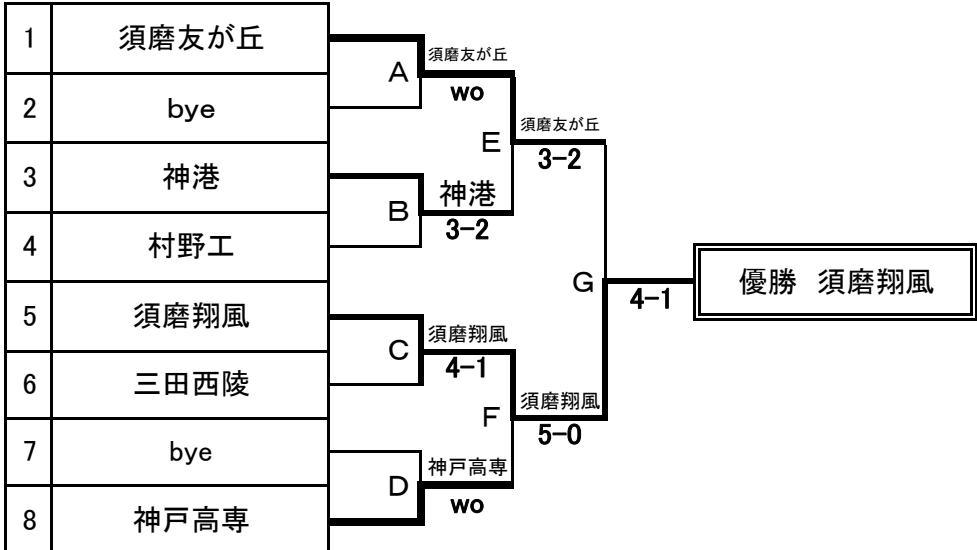 1 須磨友が丘
2 bye
3 神港
4 村野工
5 須磨翔風
6 三田西陵
7 bye
8 神戸高専
A
須磨友が丘
wo
B
神港
3-2
C
須磨翔風
4-1
D
神戸高専
wo
E
須磨友が丘
3-2
F
須磨翔風
5-0
G
4-1
優勝 須磨翔風